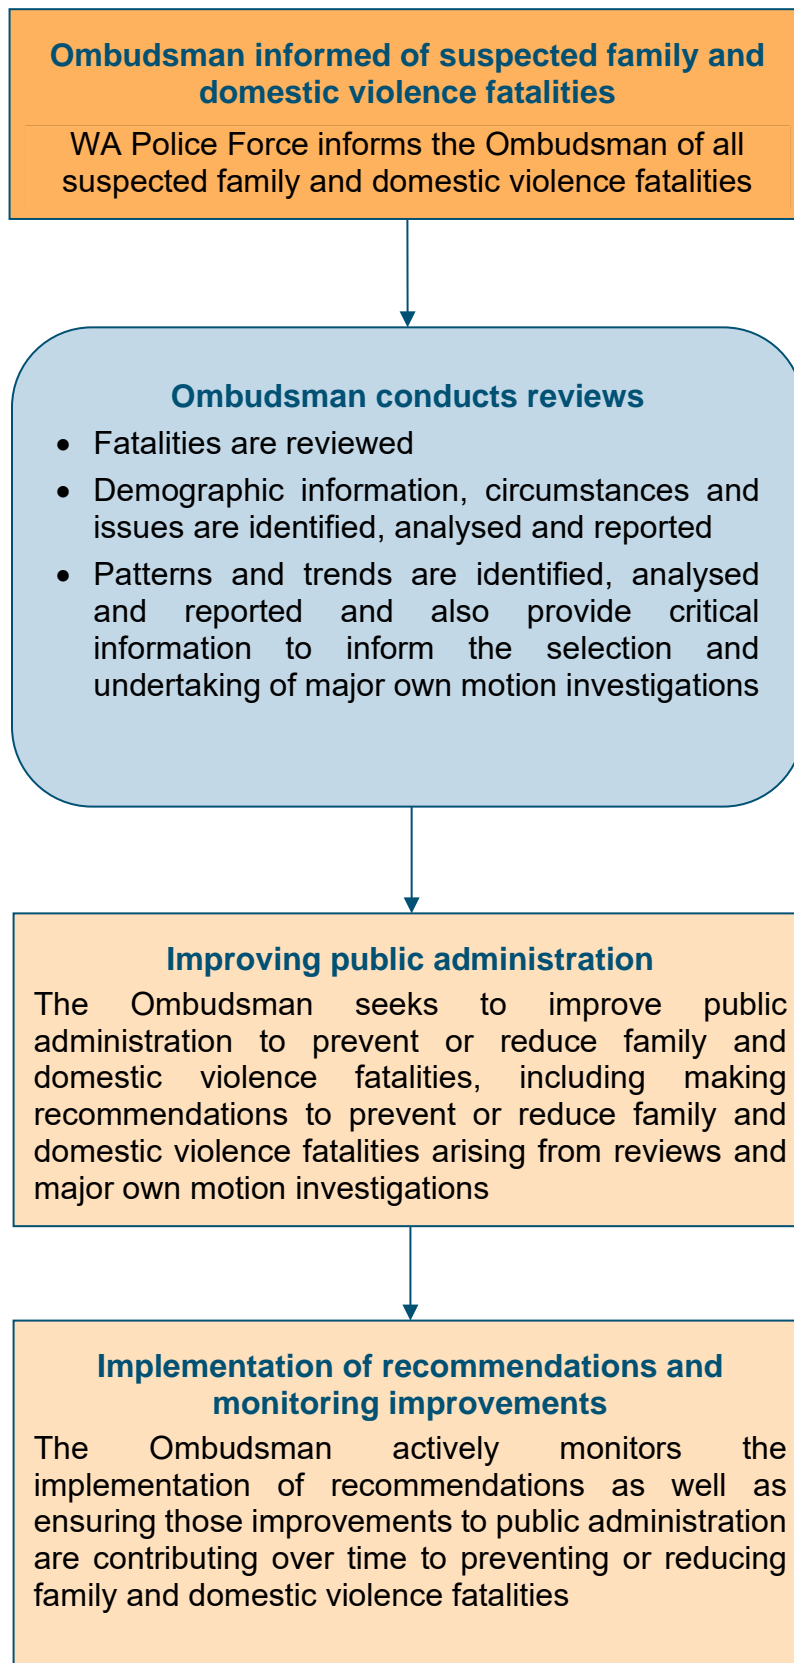 Ombudsman informed of suspected family and
domestic violence fatalities
WA Police Force informs the Ombudsman of all
suspected family and domestic violence fatalities
Ombudsman conducts reviews
• Fatalities are reviewed
• Demographic information, circumstances and
issues are identified, analysed and reported
• Patterns and trends are identified, analysed
and reported and also provide critical
information to inform the selection and
undertaking of major own motion investigations
Improving public administration
The Ombudsman seeks to improve public
administration to prevent or reduce family and
domestic violence fatalities, including making
recommendations to prevent or reduce family and
domestic violence fatalities arising from reviews and
major own motion investigations
Implementation of recommendations and
monitoring improvements
The Ombudsman actively monitors the
implementation of recommendations as well as
ensuring those improvements to public administration
are contributing over time to preventing or reducing
family and domestic violence fatalities